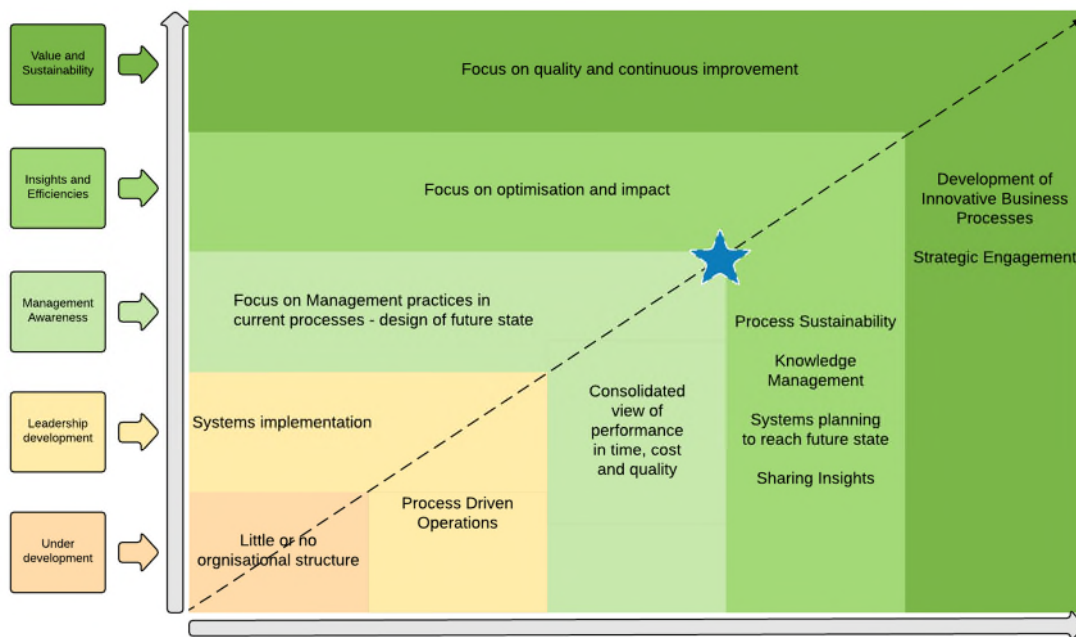 Value and
Sustainability
Focus on quality and continuous improvement
Insights and
Efficiencies
Focus on optimisation and impact
Development of
Innovative Business
Processes
Strategic Engagement
Management
Awareness
Focus on Management practices in
current processes - design of future state
Process Sustainability
Knowledge
Management
Systems planning
to reach future state
Sharing Insights
Leadership
development
Systems implementation
Consolidated
view of
performance
in time, cost
and quality
Process Driven
Operations
Under
development
Little or no
orgnisational structure